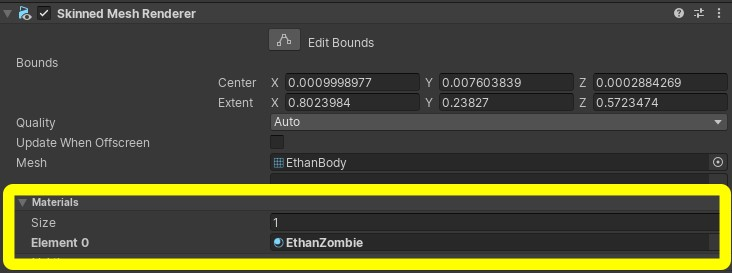 Skinned Mesh Renderer
Edit Bounds
Bounds
Center X 0.0009998977 Y 0.007603839 Z 0.0002884269
Extent X 0.8023984 Y 0.23827 Z 0.5723474
Quality Auto
Update When Offscreen
Mesh EthanBody
Materials
Size 1
Element 0 EthanZombie